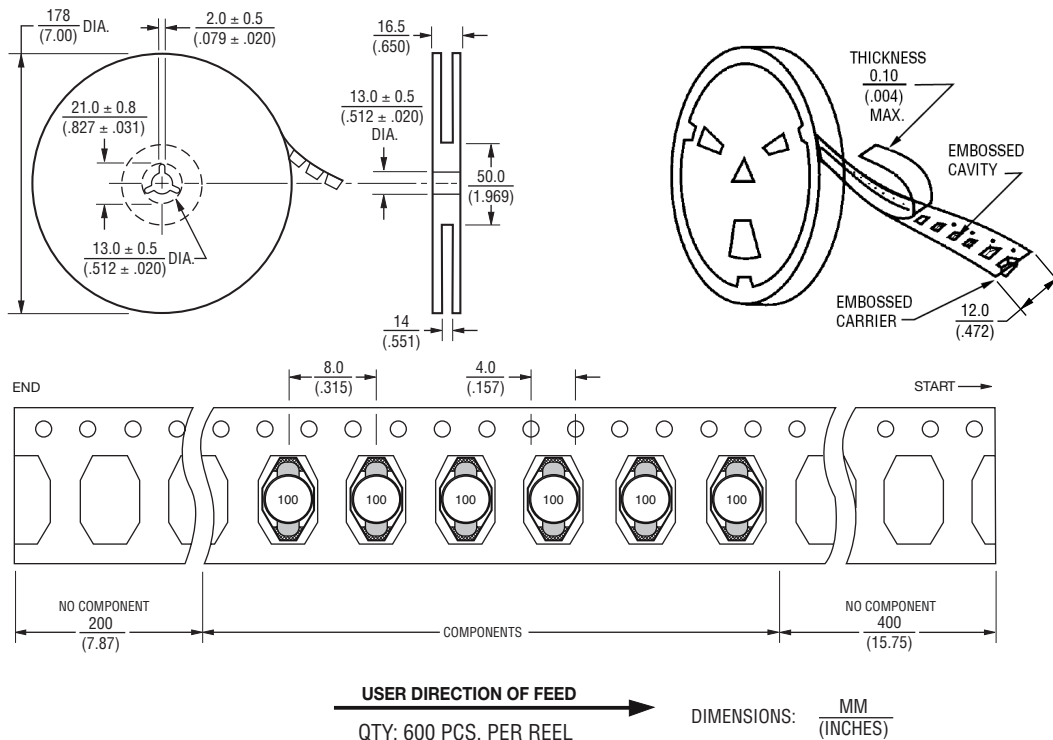 178
(7.00)
DIA.
2.0 ± 0.5
(.079 ± .020)
16.5
(.650)
21.0 ± 0.8
(.827 ± .031)
13.0 ± 0.5
(.512 ± .020)
DIA.
50.0
(1.969)
13.0 ± 0.5
(.512 ± .020)
DIA.
14
(.551)
THICKNESS
0.10
(.004)
MAX.
EMBOSSED
CAVITY
EMBOSSED
CARRIER
12.0
(.472)
8.0
(.315)
4.0
(.157)
END
START
100
100
100
100
100
100
NO COMPONENT
200
(7.87)
COMPONENTS
NO COMPONENT
400
(15.75)
USER DIRECTION OF FEED
QTY: 600 PCS. PER REEL
DIMENSIONS:
MM
(INCHES)